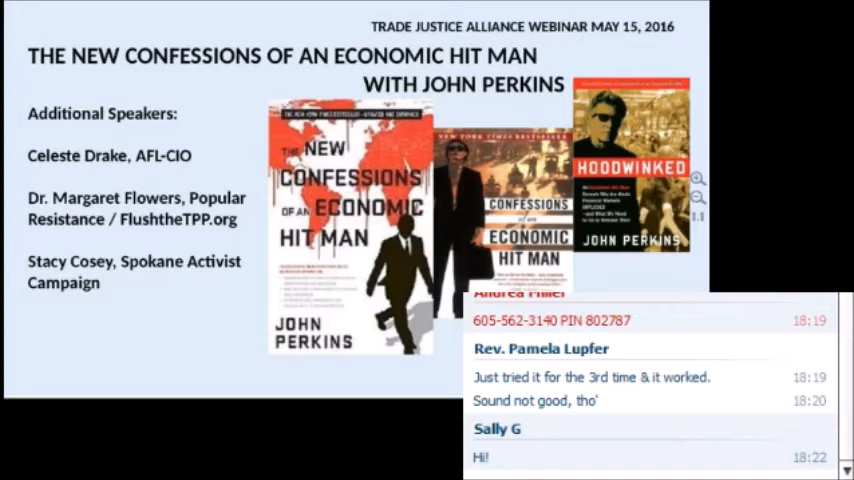 TRADE JUSTICE ALLIANCE WEBINAR MAY 15, 2016
THE NEW CONFESSIONS OF AN ECONOMIC HIT MAN
WITH JOHN PERKINS
Additional Speakers:
Celeste Drake, AFL-CIO
Dr. Margaret Flowers, Popular
Resistance / FlushtheTPP.org
Stacy Cosey, Spokane Activist
Campaign
THE NEW
CONFESSIONS
OF AN ECONOMIC
HIT MAN
JOHN
PERKINS
NEW YORK TIMES BESTSELLER
CONFESSIONS
of an
ECONOMIC
HIT MAN
HOODWINKED
JOHN PERKINS
1:1
Andrea Miller
605-562-3140 PIN 802787 18:19
Rev. Pamela Lupfer
Just tried it for the 3rd time & it worked. 18:19
Sound not good, tho' 18:20
Sally G
Hi! 18:22